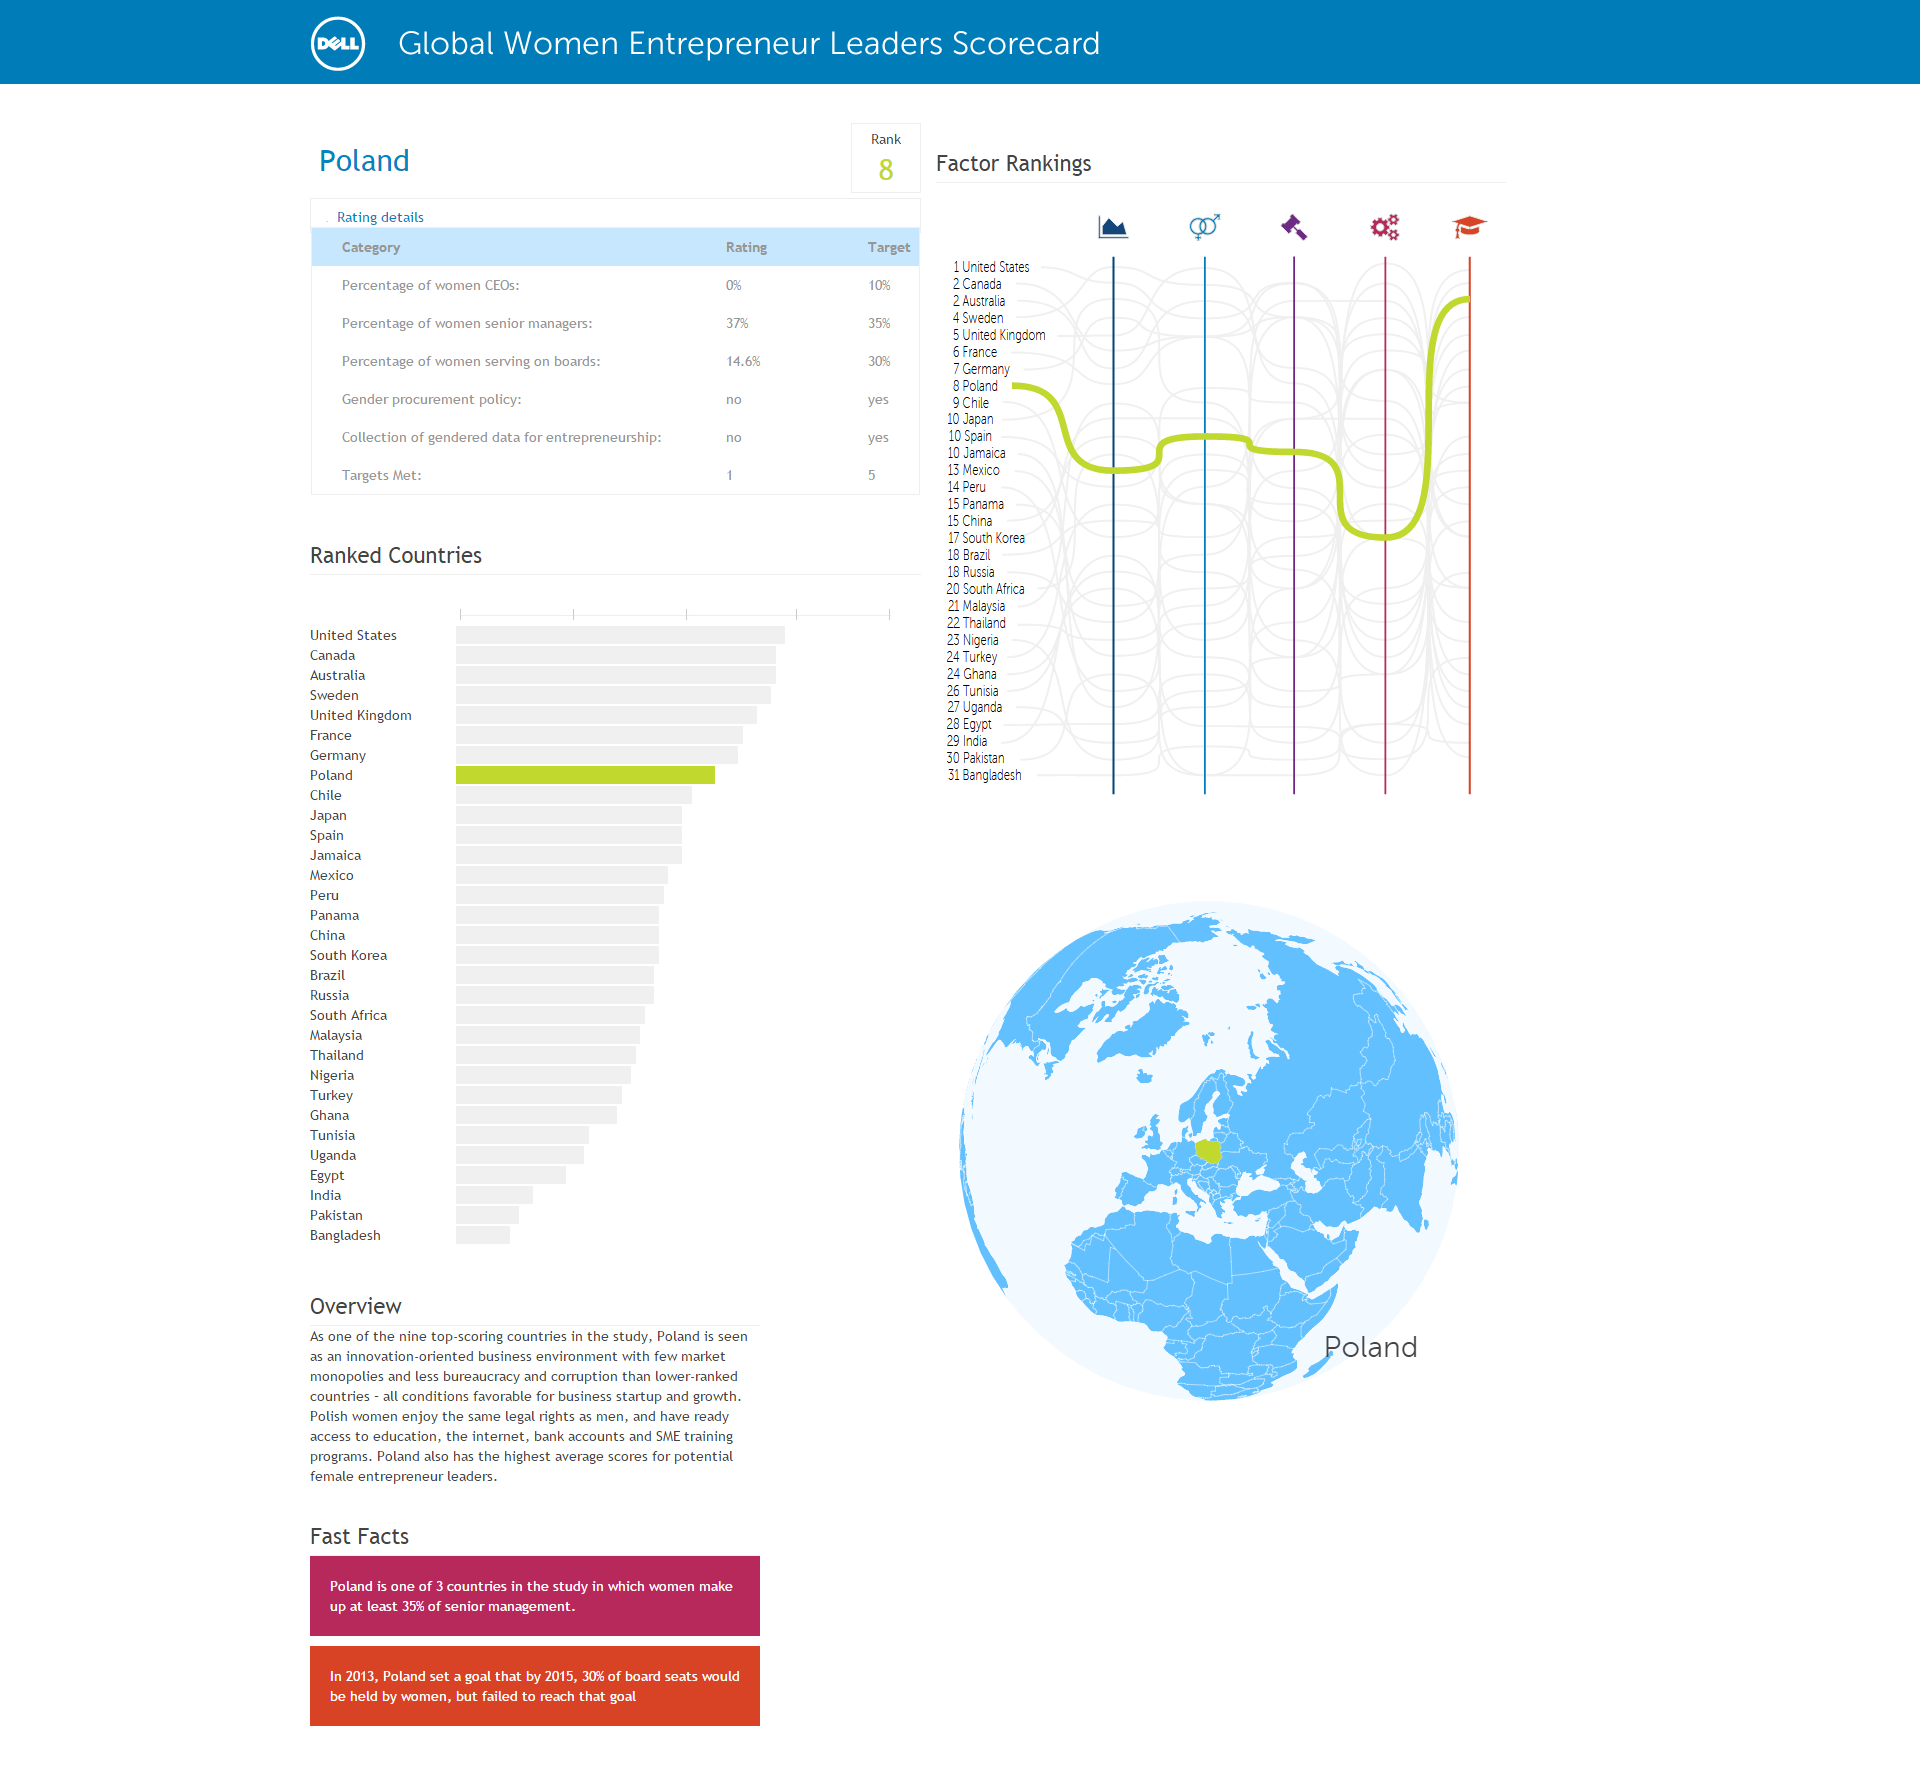 DELL
Global Women Entrepreneur Leaders Scorecard
Poland
Rank
8
Rating details
Category Rating Target
Percentage of women CEOs: 0% 10%
Percentage of women senior managers: 37% 35%
Percentage of women serving on boards: 14.6% 30%
Gender procurement policy: no yes
Collection of gendered data for entrepreneurship: no yes
Targets Met: 1 5
Ranked Countries
United States
Canada
Australia
Sweden
United Kingdom
France
Germany
Poland
Chile
Japan
Spain
Jamaica
Mexico
Peru
Panama
China
South Korea
Brazil
Russia
South Africa
Malaysia
Thailand
Nigeria
Turkey
Ghana
Tunisia
Uganda
Egypt
India
Pakistan
Bangladesh
Overview
As one of the nine top-scoring countries in the study, Poland is seen
as an innovation-oriented business environment with few market
monopolies and less bureaucracy and corruption than lower-ranked
countries - all conditions favorable for business startup and growth.
Polish women enjoy the same legal rights as men, and have ready
access to education, the internet, bank accounts and SME training
programs. Poland also has the highest average scores for potential
female entrepreneur leaders.
Fast Facts
Poland is one of 3 countries in the study in which women make
up at least 35% of senior management.
In 2013, Poland set a goal that by 2015, 30% of board seats would
be held by women, but failed to reach that goal
Factor Rankings
1 United States
2 Canada
2 Australia
4 Sweden
5 United Kingdom
6 France
7 Germany
8 Poland
9 Chile
10 Japan
10 Spain
10 Jamaica
13 Mexico
14 Peru
15 Panama
15 China
17 South Korea
18 Brazil
18 Russia
20 South Africa
21 Malaysia
22 Thailand
23 Nigeria
24 Turkey
24 Ghana
26 Tunisia
27 Uganda
28 Egypt
29 India
30 Pakistan
31 Bangladesh
Poland